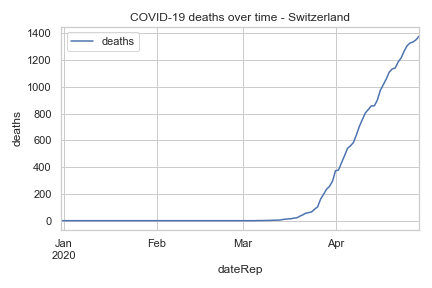 COVID-19 deaths over time - Switzerland
deaths
1400
1200
1000
800
600
400
200
0
deaths
Jan
2020
Feb
Mar
Apr
dateRep